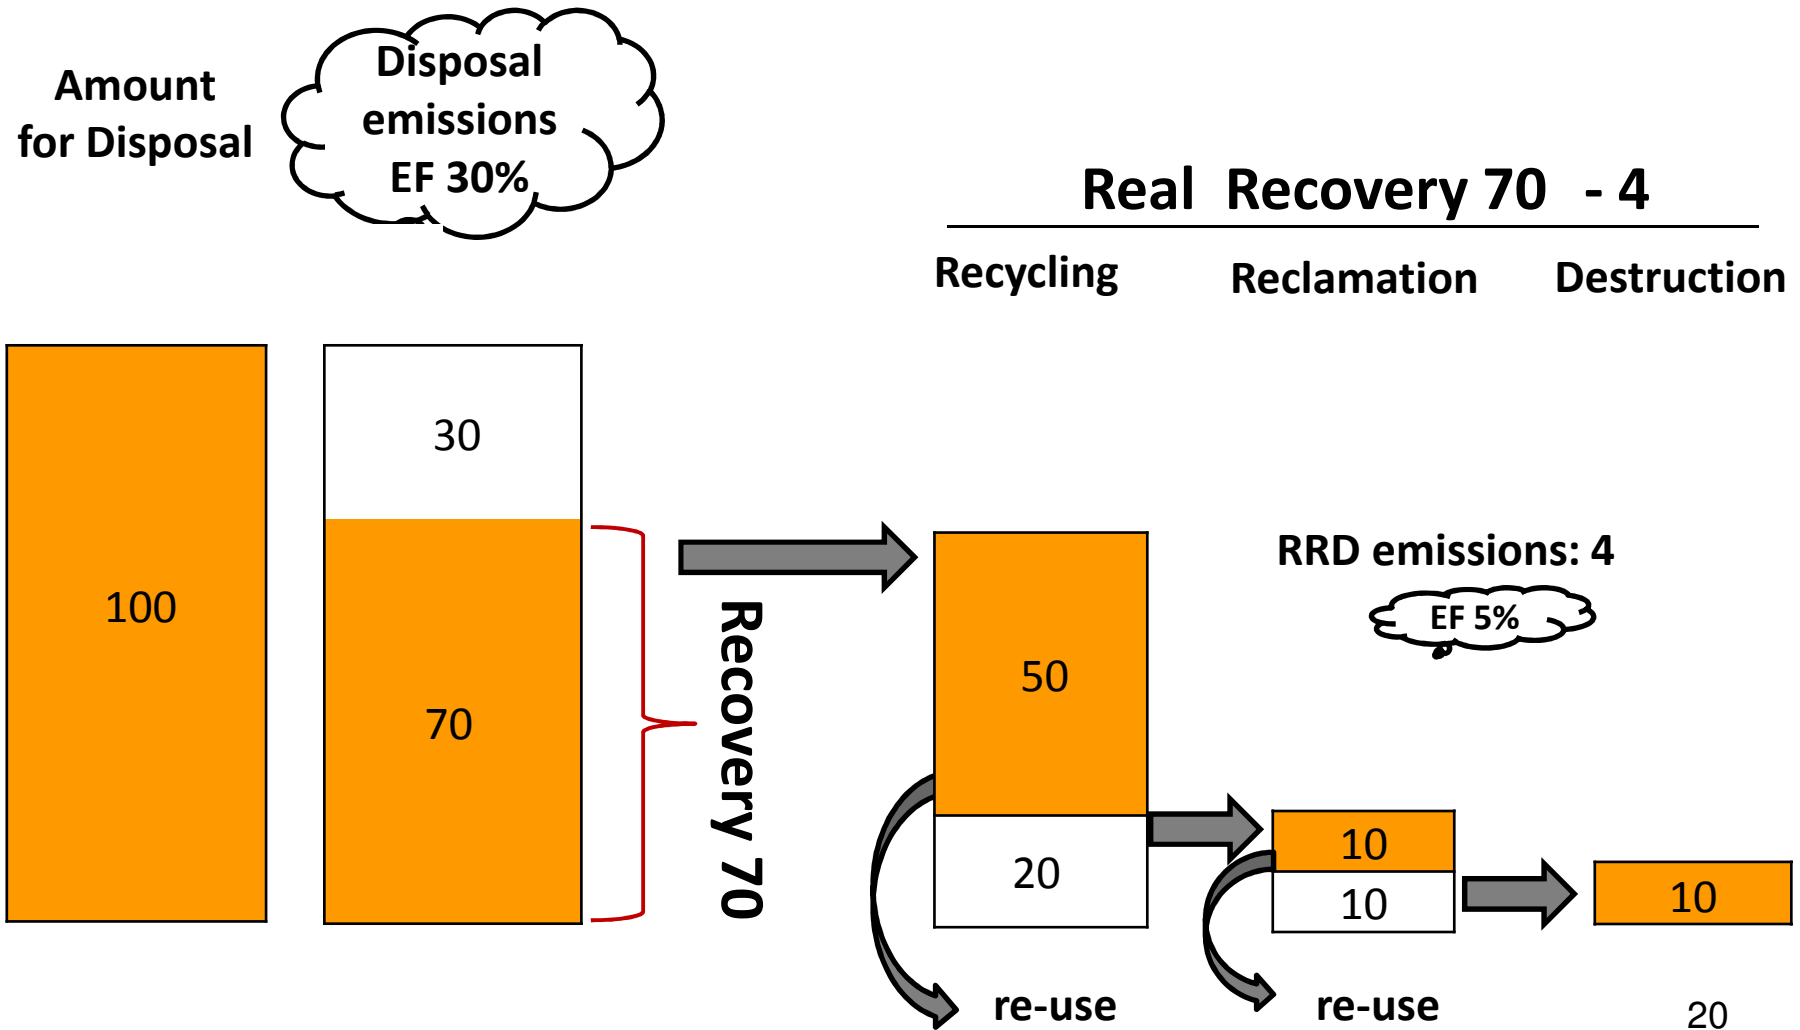 Amount
for Disposal
Disposal
emissions
EF 30%
Real Recovery 70 - 4
Recycling
Reclamation
Destruction
100
30
70
Recovery 70
50
20
RRD emissions: 4
EF 5%
10
10
10
re-use
re-use
20